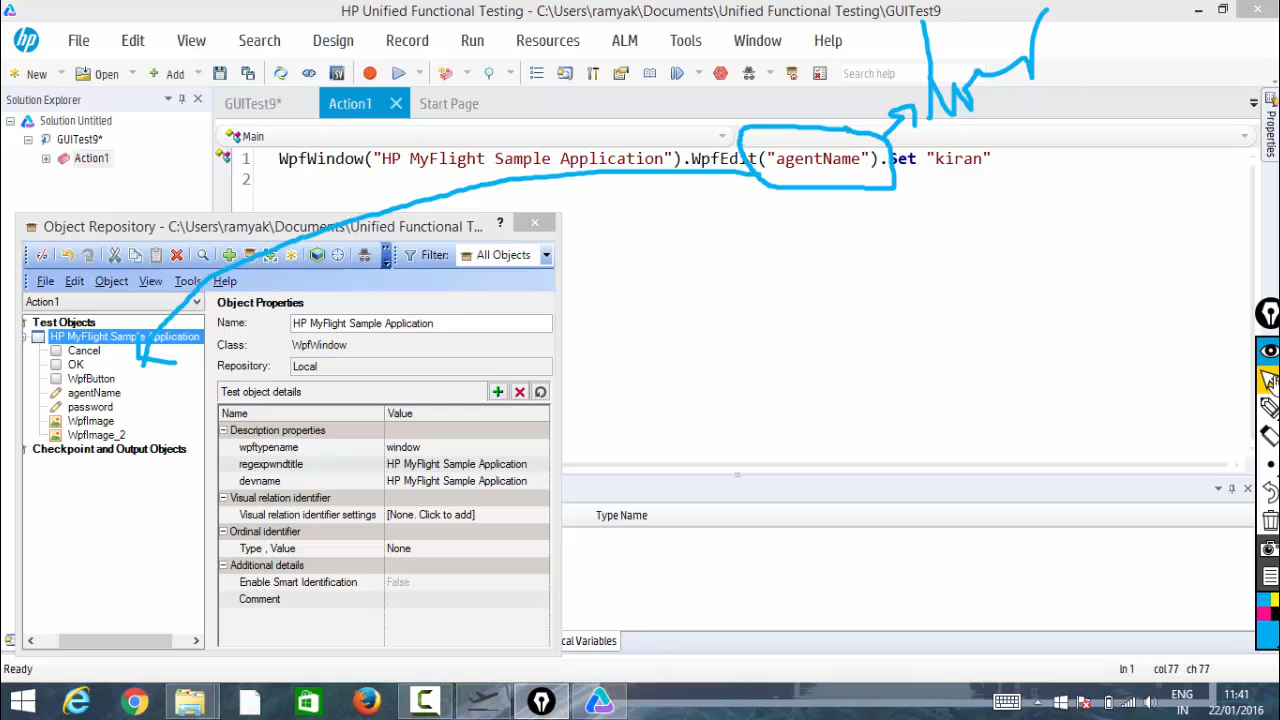 HP Unified Functional Testing - C:\Users\ramyak\Documents\Unified Functional Testing\GUITest9
hp File Edit View Search Design Record Run Resources ALM Tools Window Help
New Open Add Search help
Solution Explorer
GUITest9* Action1 Start Page
Solution Untitled
GUITest9*
Action1
Main
Properties
1 WpfWindow("HP MyFlight Sample Application").WpfEdit("agentName").Set "kiran"
2
Object Repository - C:\Users\ramyak\Documents\Unified Functional T... ?
Filter: All Objects
File Edit Object View Tools Help
Action1
Test Objects
HP MyFlight Sample Application
Cancel
OK
WpfButton
agentName
password
WpfImage
WpfImage_2
Checkpoint and Output Objects
Object Properties
Name: HP MyFlight Sample Application
Class: WpfWindow
Repository: Local
Test object details
Name Value
Description properties
wpftypename window
regexpwndtitle HP MyFlight Sample Application
devname HP MyFlight Sample Application
Visual relation identifier
Visual relation identifier settings [None. Click to add]
Ordinal identifier
Type , Value None
Additional details
Enable Smart Identification False
Comment
Type Name
cal Variables
Ready Ln 1 col 77 ch 77
ENG
IN
11:41
22/01/2016